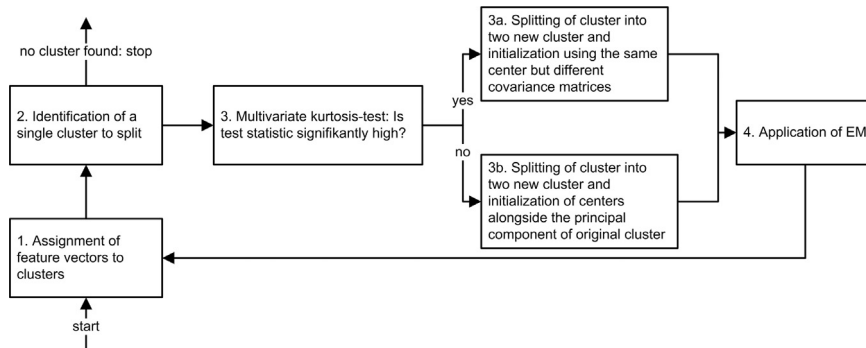 no cluster found: stop
2. Identification of a
single cluster to split
3. Multivariate kurtosis-test: Is
test statistic signifikantly high?
yes
no
3a. Splitting of cluster into
two new cluster and
initialization using the same
center but different
covariance matrices
3b. Splitting of cluster into
two new cluster and
initialization of centers
alongside the principal
component of original cluster
4. Application of EM
1. Assignment of
feature vectors to
clusters
start